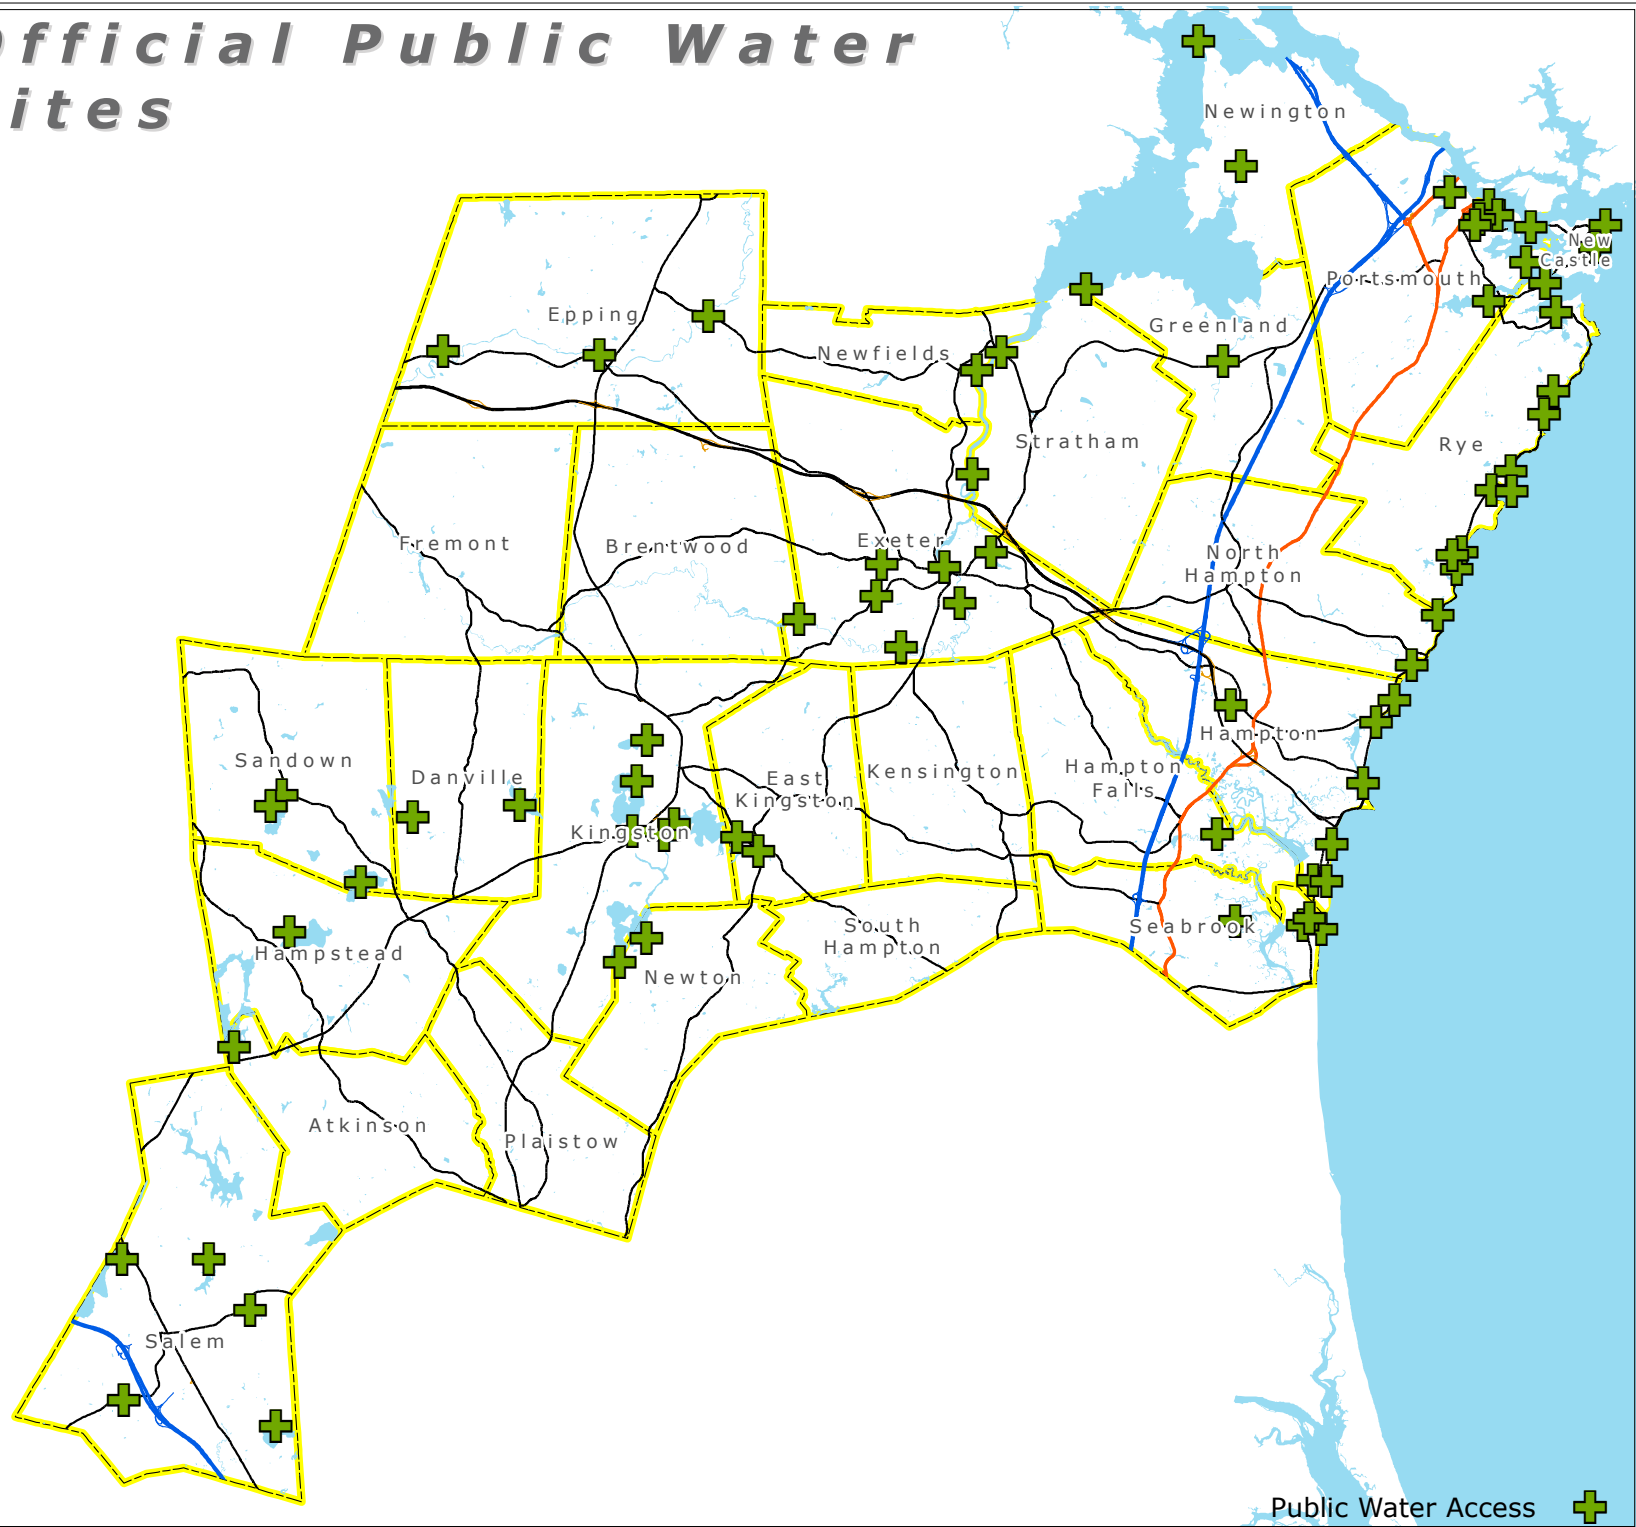 fficial Public Water
ites
Newington
New
Castle
Portsmouth
Epping
Greenland
Newfields
Stratham
Rye
Fremont
Brentwood
Exeter
North
Hampton
Sandown
Danville
East
Kingston
Kensington
Hampton
Falls
Hampton
Kingston
Hampstead
South
Hampton
Seabrook
Newton
Atkinson
Plaistow
Salem
Public Water Access